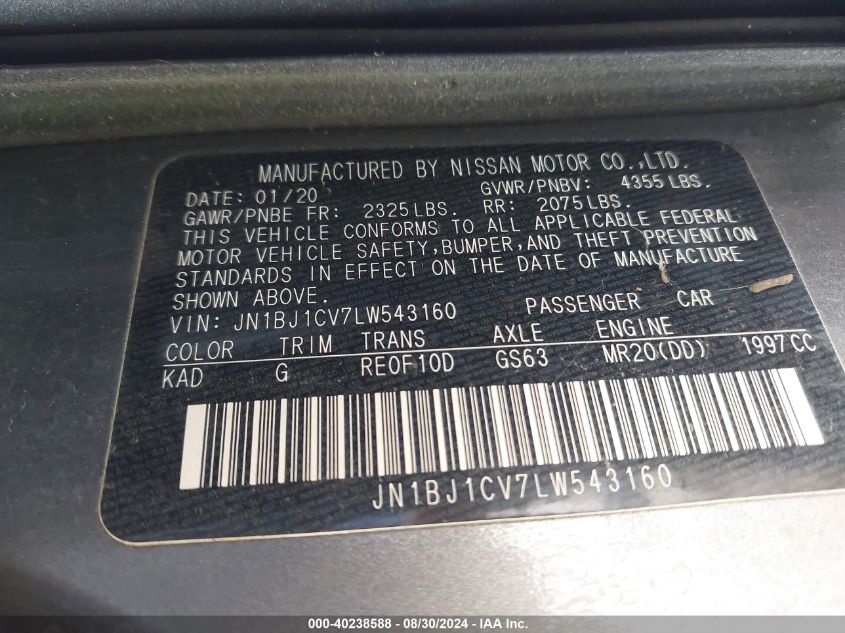 MANUFACTURED BY NISSAN MOTOR CO.,LTD.
DATE: 01/20 GVWR/PNBV: 4355 LBS.
GAWR/PNBE FR: 2325 LBS. RR: 2075 LBS.
THIS VEHICLE CONFORMS TO ALL APPLICABLE FEDERAL
MOTOR VEHICLE SAFETY, BUMPER, AND THEFT PREVENTION
STANDARDS IN EFFECT ON THE DATE OF MANUFACTURE
SHOWN ABOVE.
VIN: JN1BJ1CV7LW543160 PASSENGER CAR
COLOR TRIM TRANS AXLE ENGINE
KAD G RE0F10D GS63 MR20(DD) 1997CC
JN1BJ1CV7LW543160
000-40238588 - 08/30/2024 - IAA Inc.